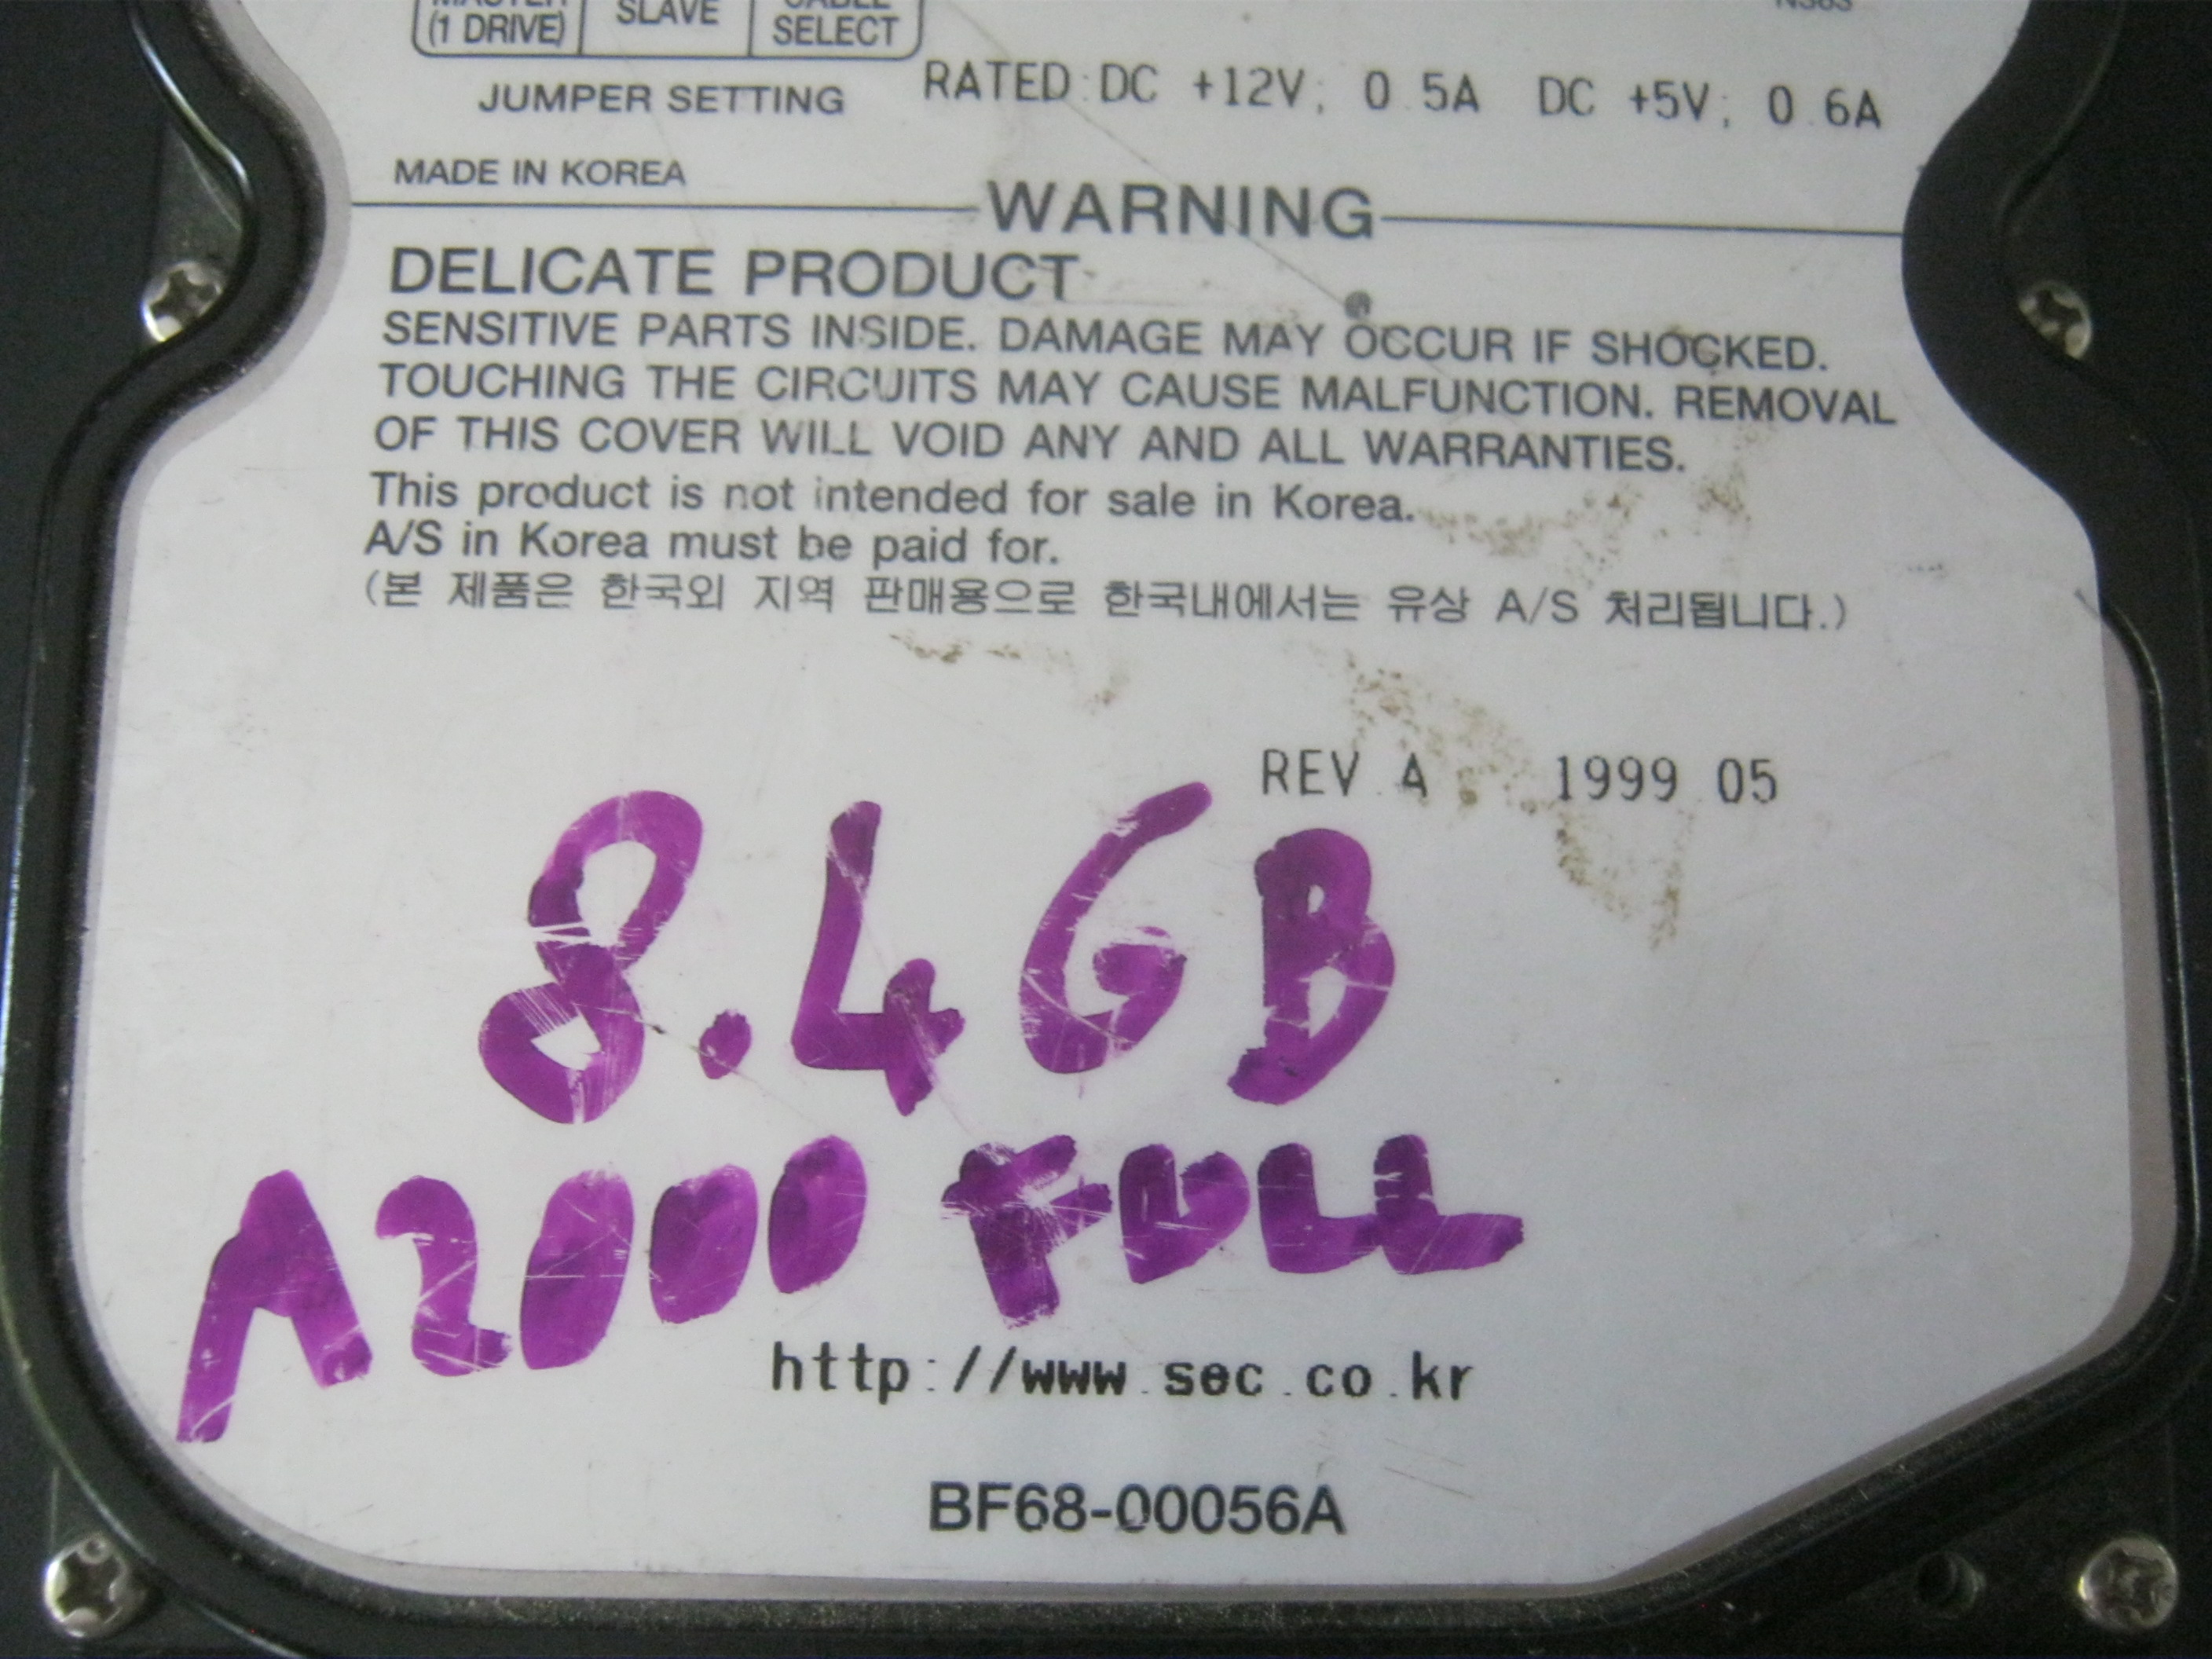 MASTER SLAVE CABLE
(1 DRIVE) SELECT
JUMPER SETTING
RATED:DC +12V; 0.5A DC +5V; 0.6A
MADE IN KOREA
WARNING
DELICATE PRODUCT
SENSITIVE PARTS INSIDE. DAMAGE MAY OCCUR IF SHOCKED.
TOUCHING THE CIRCUITS MAY CAUSE MALFUNCTION. REMOVAL
OF THIS COVER WILL VOID ANY AND ALL WARRANTIES.
This product is not intended for sale in Korea.
A/S in Korea must be paid for.
(본 제품은 한국외 지역 판매용으로 한국내에서는 유상 A/S 처리됩니다.)
REV.A 1999.05
8.4GB
A2000 FULL
http://www.sec.co.kr
BF68-00056A